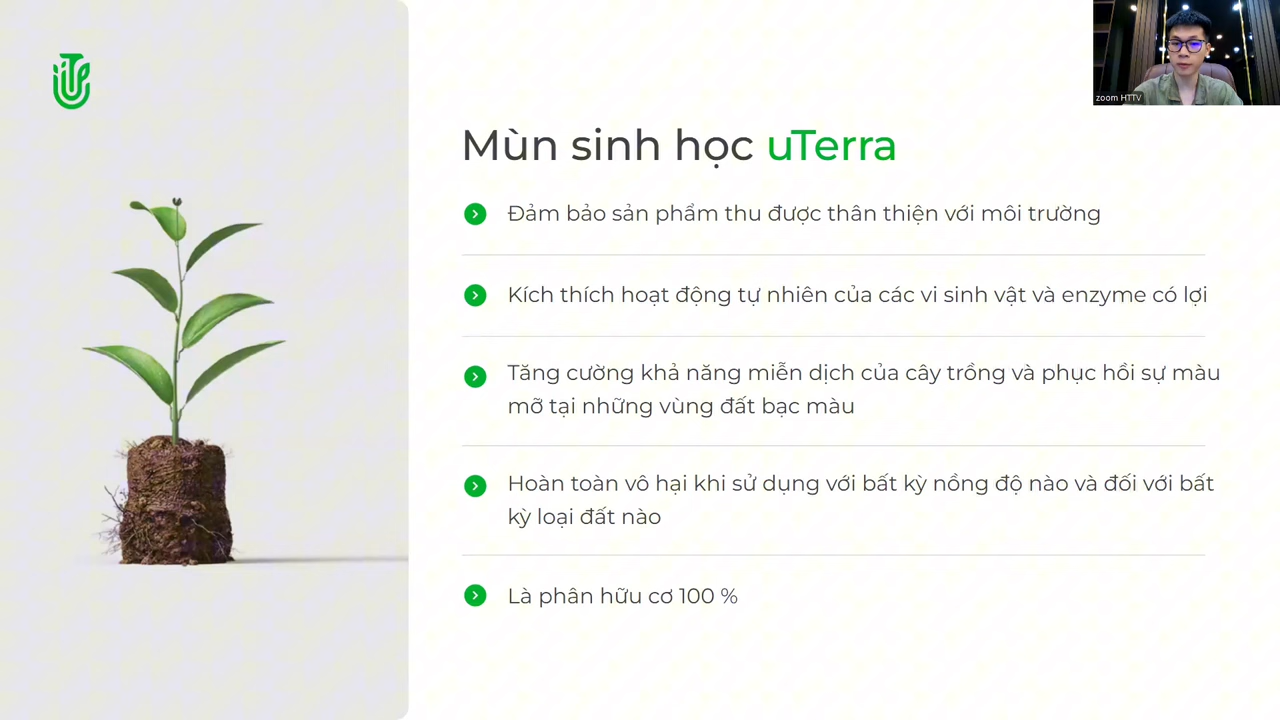 zoom HTTV
Mùn sinh học uTerra
Đảm bảo sản phẩm thu được thân thiện với môi trường
Kích thích hoạt động tự nhiên của các vi sinh vật và enzyme có lợi
Tăng cường khả năng miễn dịch của cây trồng và phục hồi sự màu
mỡ tại những vùng đất bạc màu
Hoàn toàn vô hại khi sử dụng với bất kỳ nồng độ nào và đối với bất
kỳ loại đất nào
Là phân hữu cơ 100 %